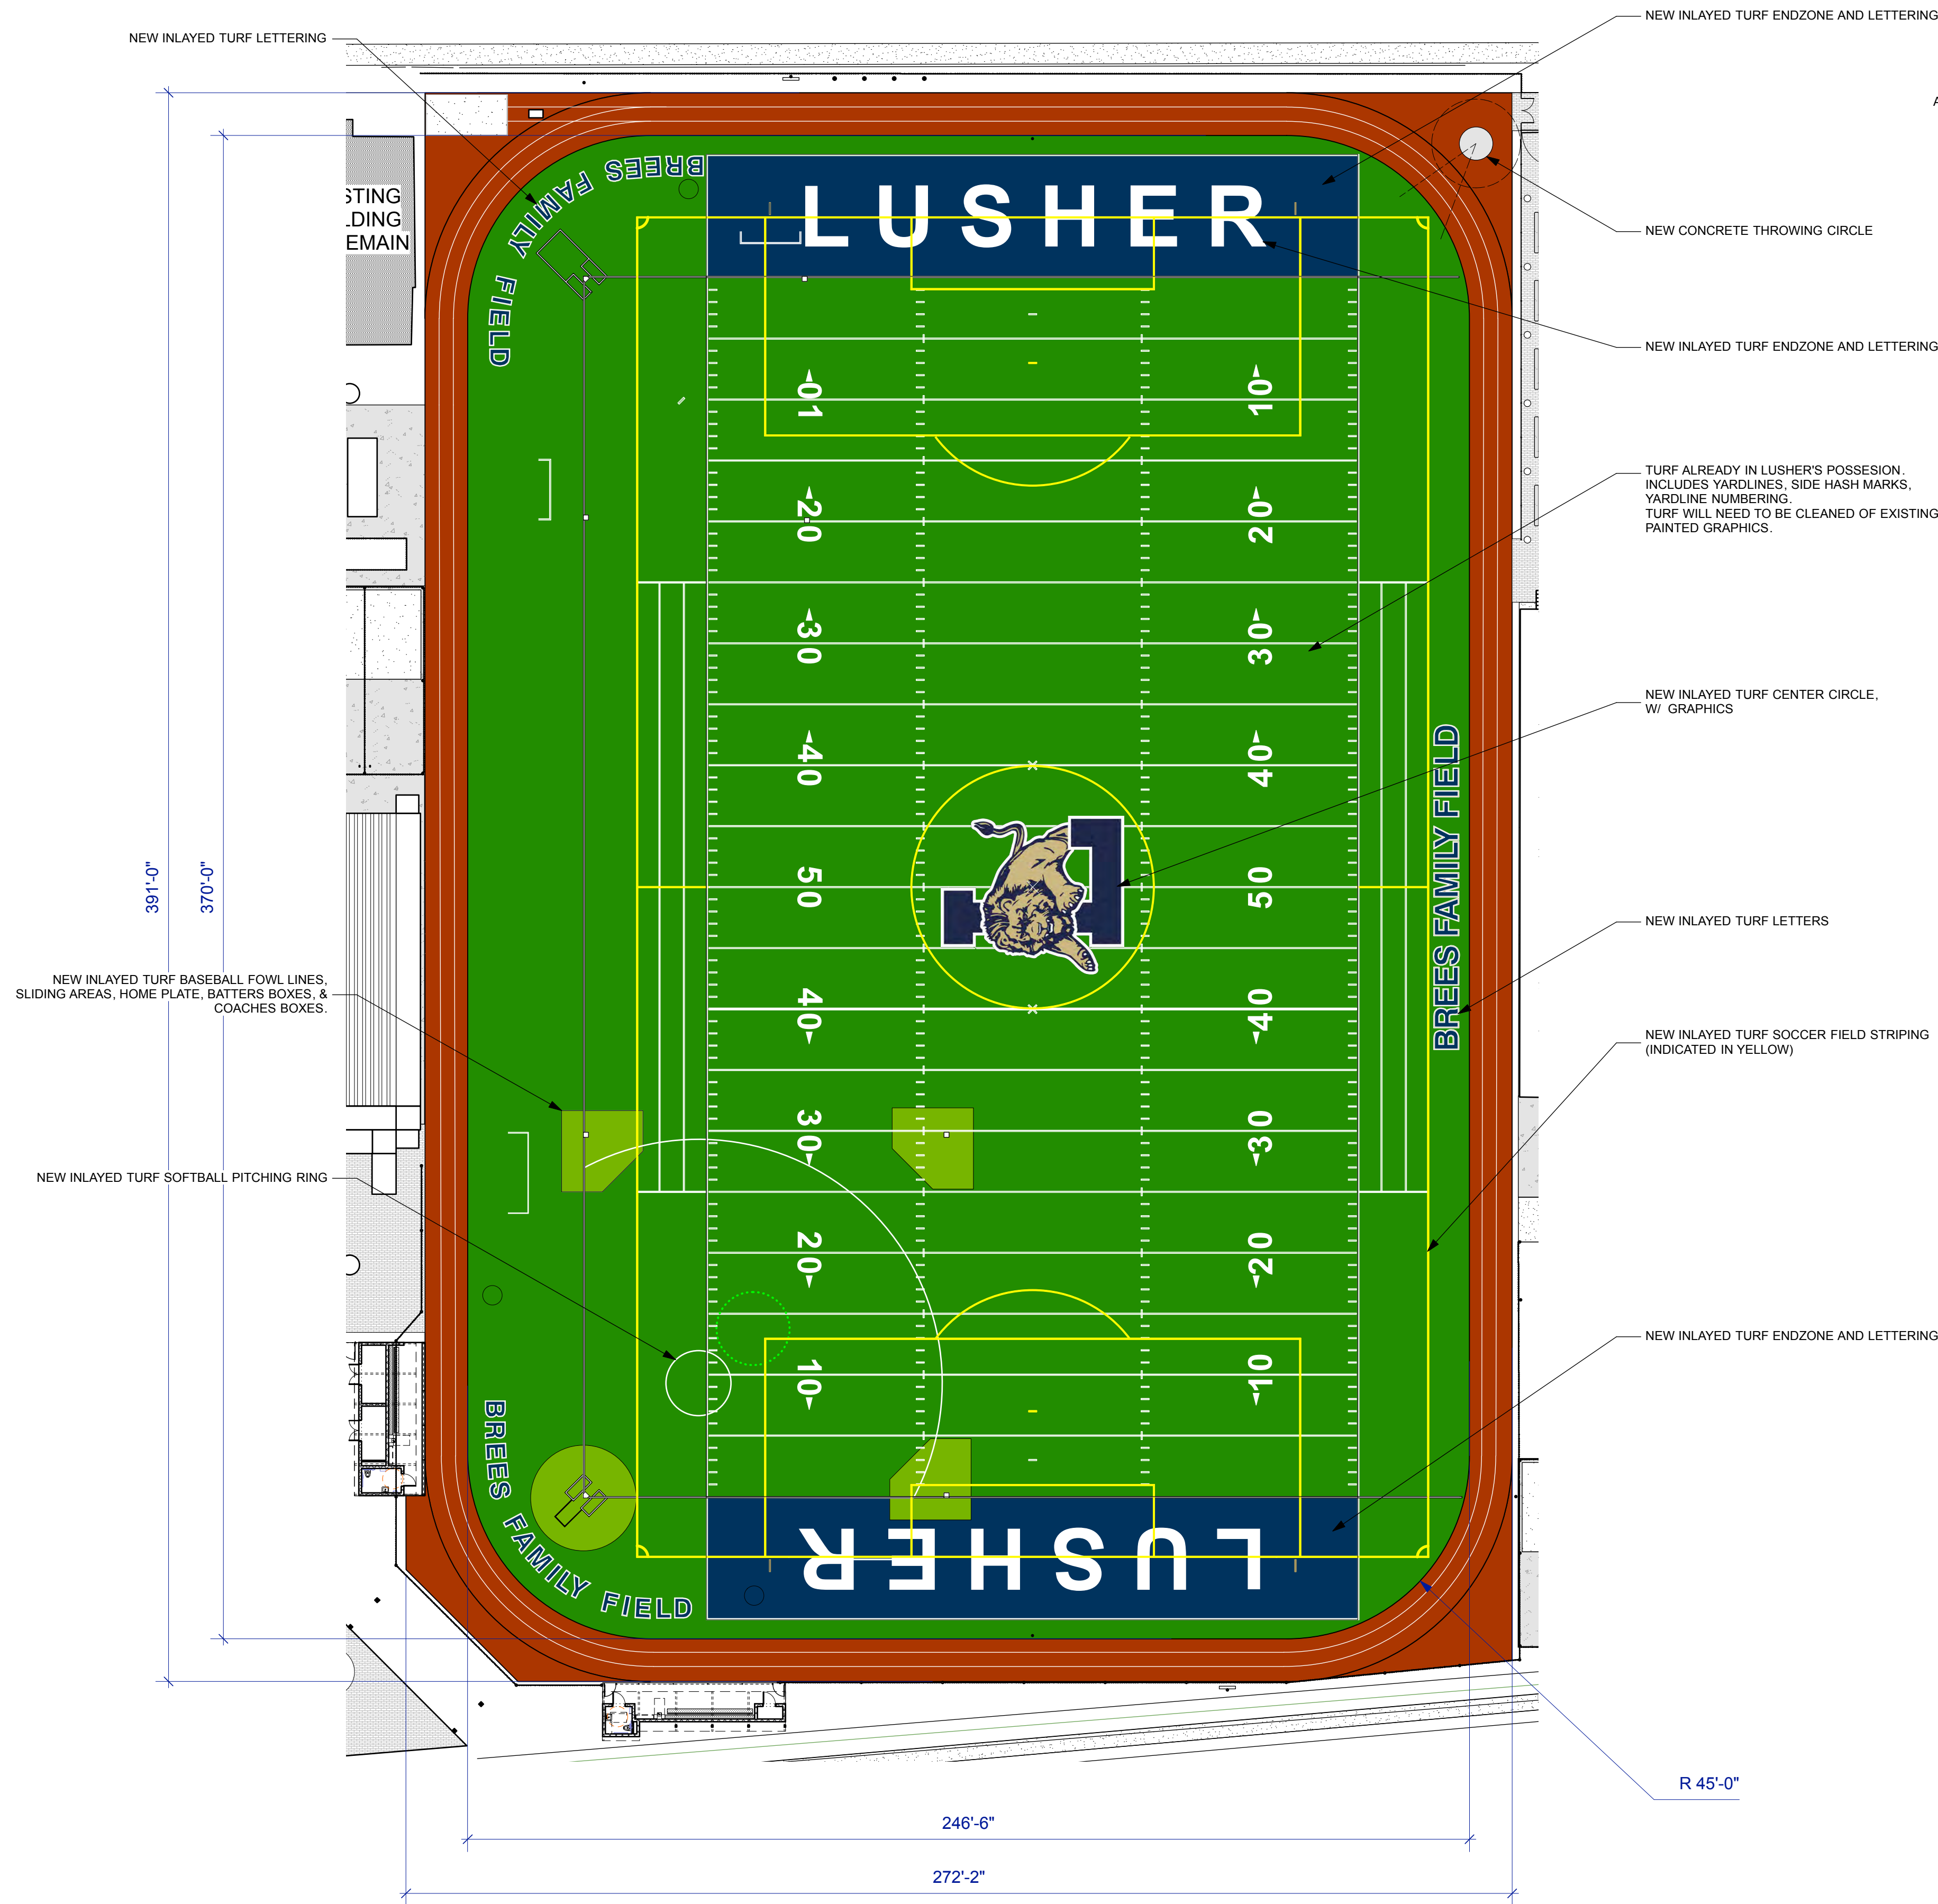 NEW INLAYED TURF ENDZONE AND LETTERING
NEW INLAYED TURF LETTERING
A
BREES FAMILY FIELD
LUSHER
STING
LDING
EMAIN
NEW CONCRETE THROWING CIRCLE
NEW INLAYED TURF ENDZONE AND LETTERING
10 10
TURF ALREADY IN LUSHER'S POSSESION.
INCLUDES YARDLINES, SIDE HASH MARKS,
YARDLINE NUMBERING.
TURF WILL NEED TO BE CLEANED OF EXISTING
PAINTED GRAPHICS.
20 20
30 30
NEW INLAYED TURF CENTER CIRCLE,
W/ GRAPHICS
40 40
391'-0"
370'-0"
50 50
L
BREES FAMILY FIELD
NEW INLAYED TURF LETTERS
NEW INLAYED TURF BASEBALL FOWL LINES,
SLIDING AREAS, HOME PLATE, BATTERS BOXES, &
COACHES BOXES.
40 40
NEW INLAYED TURF SOCCER FIELD STRIPING
(INDICATED IN YELLOW)
30 30
NEW INLAYED TURF SOFTBALL PITCHING RING
20 20
NEW INLAYED TURF ENDZONE AND LETTERING
10 10
BREES FAMILY FIELD
LUSHER
R 45'-0"
246'-6"
272'-2"